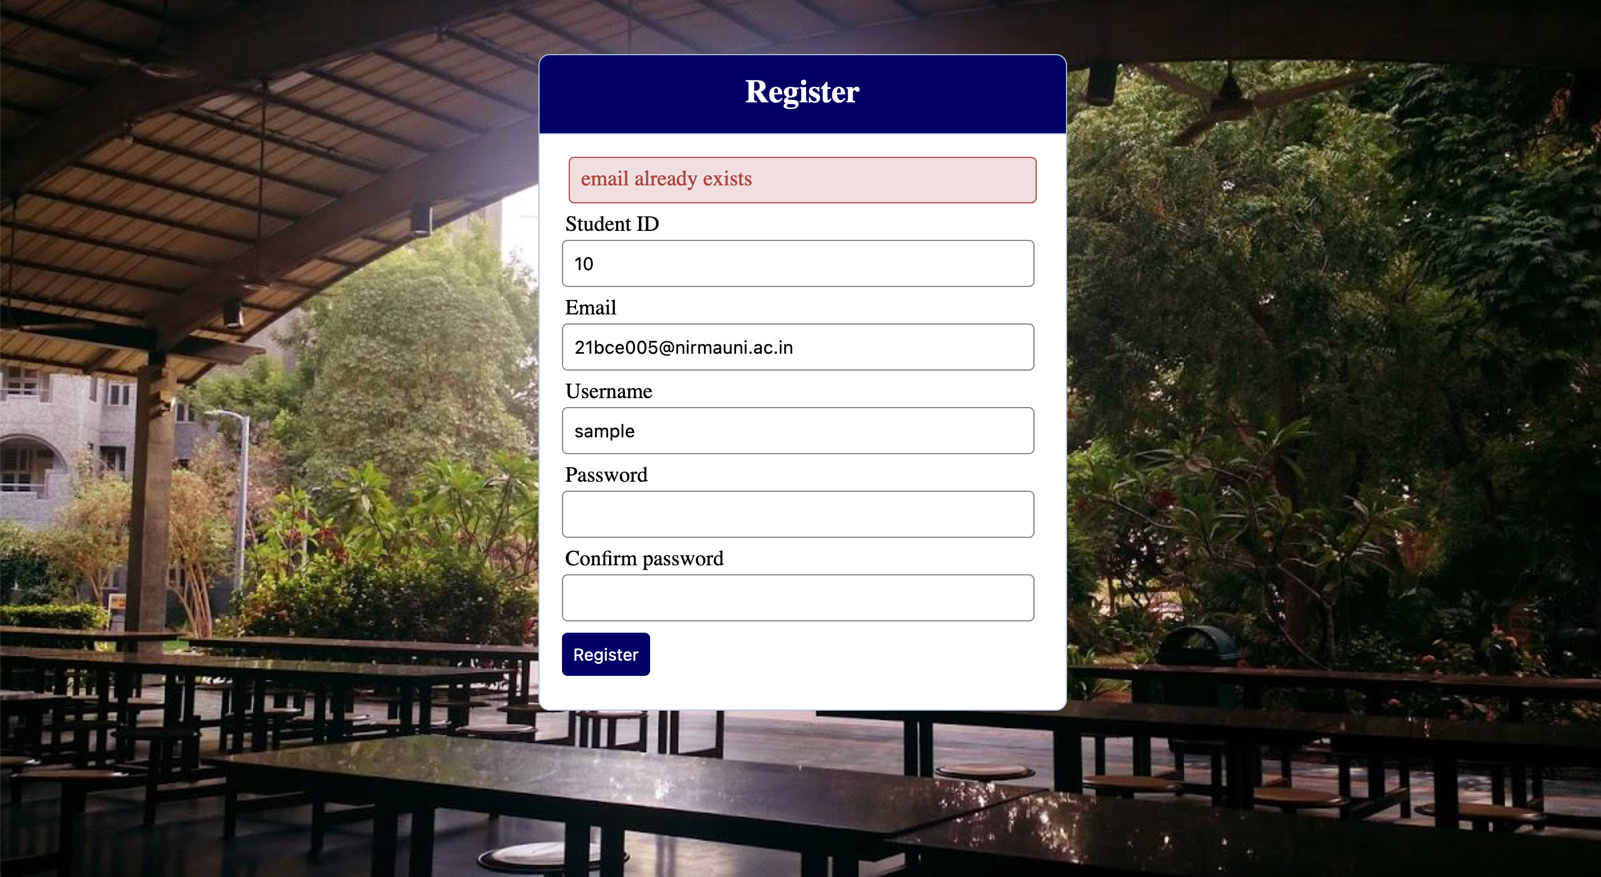 Register
email already exists
Student ID
10
Email
21bce005@nirmauni.ac.in
Username
sample
Password
Confirm password
Register